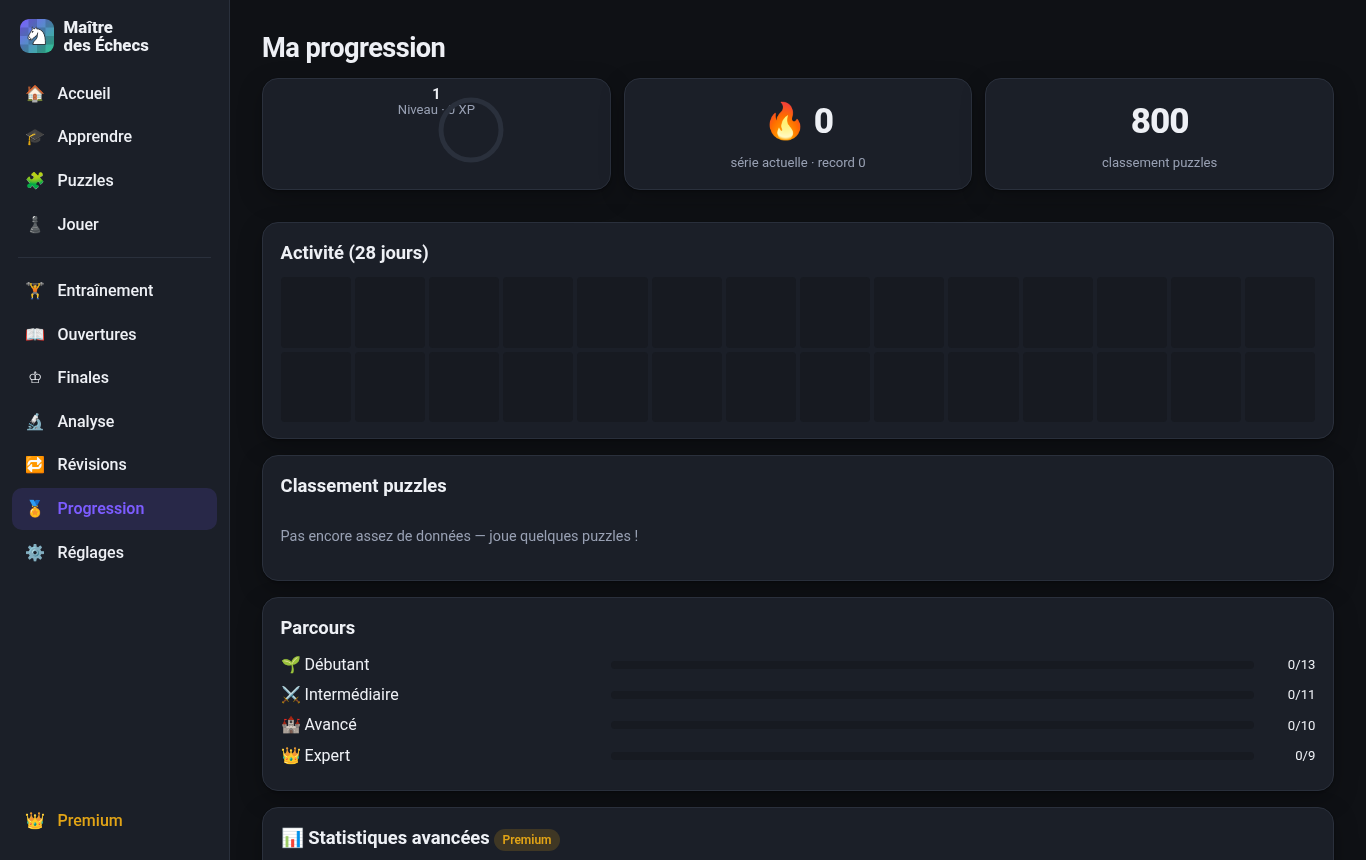 Maître
des Échecs
Accueil
Apprendre
Puzzles
Jouer
Entraînement
Ouvertures
Finales
Analyse
Révisions
Progression
Réglages
Premium
Ma progression
1
Niveau · 0 XP
0
série actuelle · record 0
800
classement puzzles
Activité (28 jours)
Classement puzzles
Pas encore assez de données — joue quelques puzzles !
Parcours
Débutant 0/13
Intermédiaire 0/11
Avancé 0/10
Expert 0/9
Statistiques avancées Premium